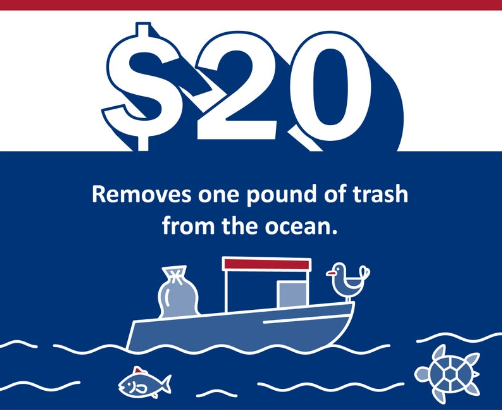 $20
Removes one pound of trash
from the ocean.